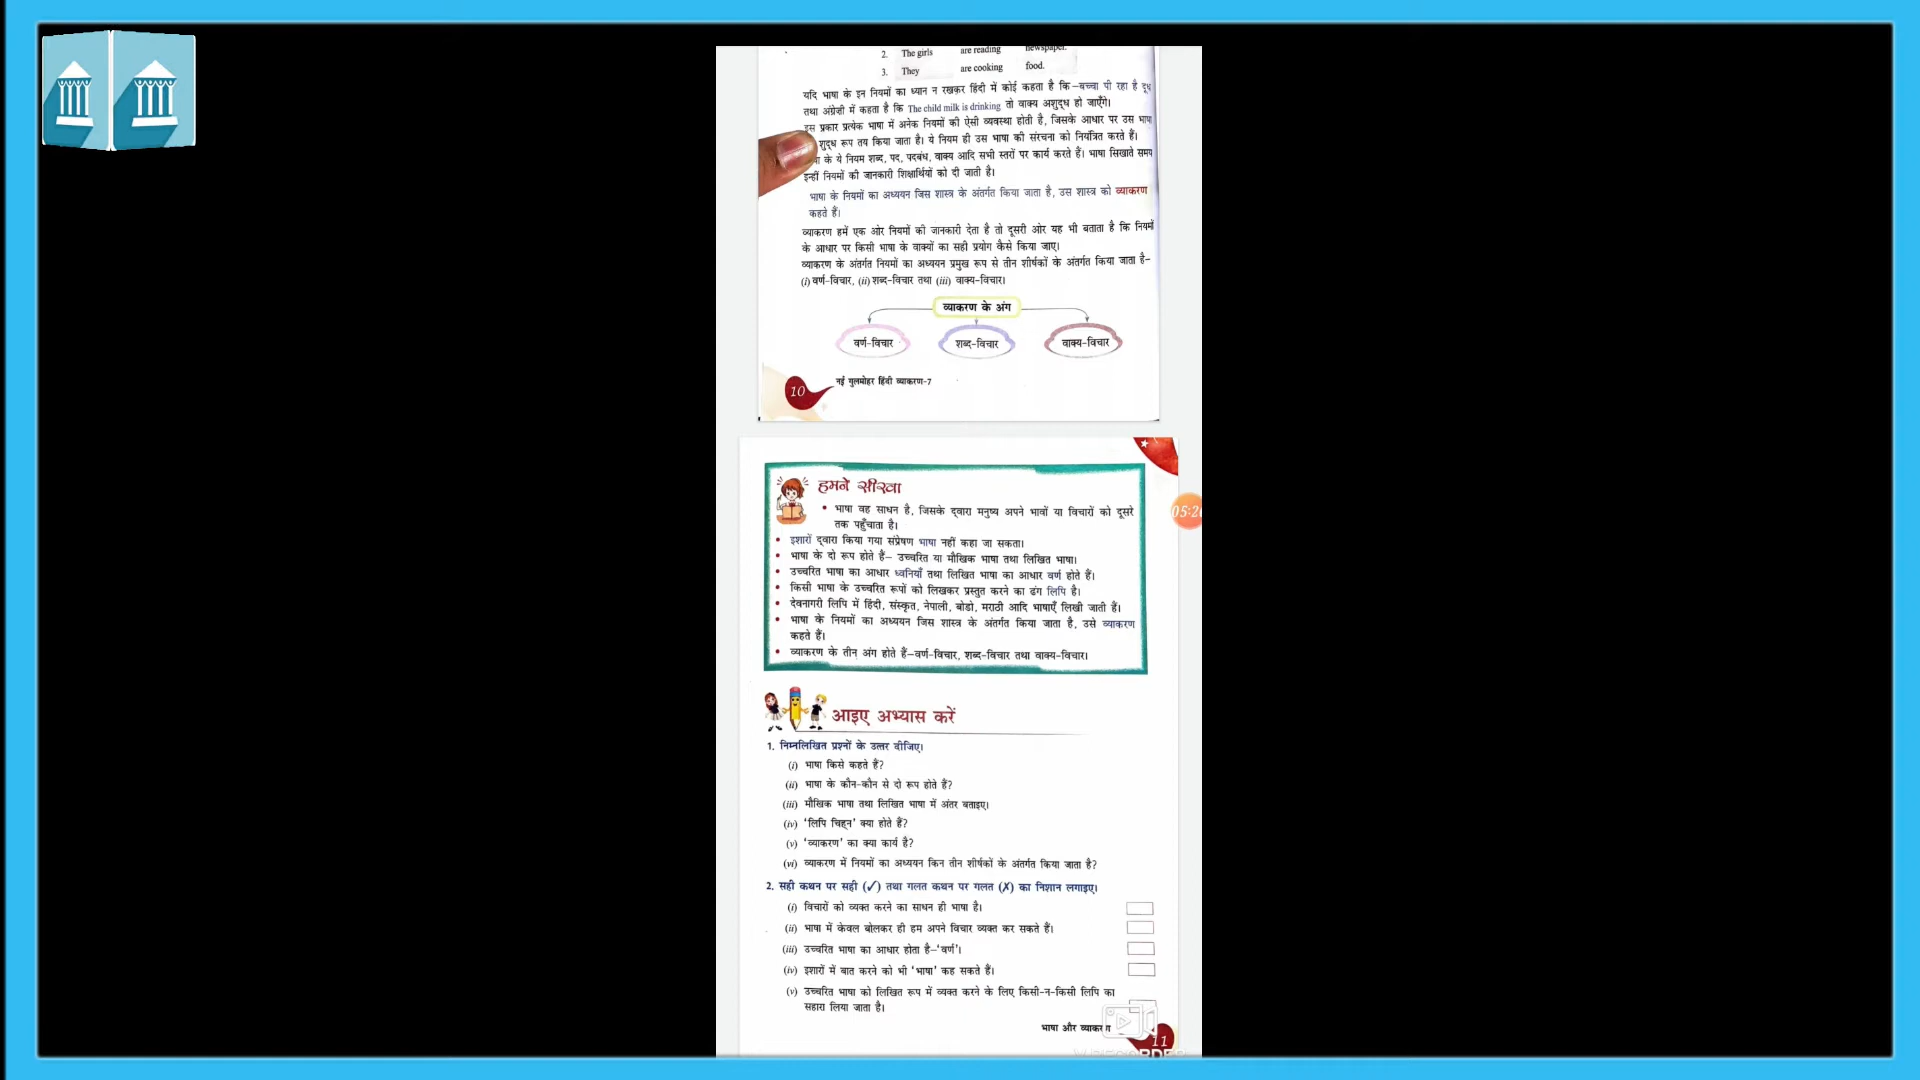 2. The girls are reading newspaper.
3. They are cooking food.
यदि भाषा के इन नियमों का ध्यान न रखकर हिंदी में कोई कहता है कि–बच्चा पी रहा है दूध
तथा अंग्रेज़ी में कहता है कि The child milk is drinking तो वाक्य अशुद्ध हो जाएँगे।
इस प्रकार प्रत्येक भाषा में अनेक नियमों की ऐसी व्यवस्था होती है, जिसके आधार पर उस भाषा
शुद्ध रूप तय किया जाता है। ये नियम ही उस भाषा की संरचना को नियंत्रित करते हैं।
के ये नियम शब्द, पद, पदबंध, वाक्य आदि सभी स्तरों पर कार्य करते हैं। भाषा सिखाते समय
इन्हीं नियमों की जानकारी शिक्षार्थियों को दी जाती है।
भाषा के नियमों का अध्ययन जिस शास्त्र के अंतर्गत किया जाता है, उस शास्त्र को व्याकरण
कहते हैं।
व्याकरण हमें एक ओर नियमों की जानकारी देता है तो दूसरी ओर यह भी बताता है कि नियमों
के आधार पर किसी भाषा के वाक्यों का सही प्रयोग कैसे किया जाए।
व्याकरण के अंतर्गत नियमों का अध्ययन प्रमुख रूप से तीन शीर्षकों के अंतर्गत किया जाता है–
(i) वर्ण-विचार, (ii) शब्द-विचार तथा (iii) वाक्य-विचार।
व्याकरण के अंग
वर्ण-विचार शब्द-विचार वाक्य-विचार
10 नई गुलमोहर हिंदी व्याकरण-7
हमने सीखा
• भाषा वह साधन है, जिसके द्वारा मनुष्य अपने भावों या विचारों को दूसरे
तक पहुँचाता है।
• इशारों द्वारा किया गया संप्रेषण भाषा नहीं कहा जा सकता।
• भाषा के दो रूप होते हैं– उच्चरित या मौखिक भाषा तथा लिखित भाषा।
• उच्चरित भाषा का आधार ध्वनियाँ तथा लिखित भाषा का आधार वर्ण होते हैं।
• किसी भाषा के उच्चरित रूपों को लिखकर प्रस्तुत करने का ढंग लिपि है।
• देवनागरी लिपि में हिंदी, संस्कृत, नेपाली, बोडो, मराठी आदि भाषाएँ लिखी जाती हैं।
• भाषा के नियमों का अध्ययन जिस शास्त्र के अंतर्गत किया जाता है, उसे व्याकरण
कहते हैं।
• व्याकरण के तीन अंग होते हैं–वर्ण-विचार, शब्द-विचार तथा वाक्य-विचार।
05:2
आइए अभ्यास करें
1. निम्नलिखित प्रश्नों के उत्तर दीजिए।
(i) भाषा किसे कहते हैं?
(ii) भाषा के कौन-कौन से दो रूप होते हैं?
(iii) मौखिक भाषा तथा लिखित भाषा में अंतर बताइए।
(iv) ‘लिपि चिह्न’ क्या होते हैं?
(v) ‘व्याकरण’ का क्या कार्य है?
(vi) व्याकरण में नियमों का अध्ययन किन तीन शीर्षकों के अंतर्गत किया जाता है?
2. सही कथन पर सही (✓) तथा गलत कथन पर गलत (✗) का निशान लगाइए।
(i) विचारों को व्यक्त करने का साधन ही भाषा है।
(ii) भाषा में केवल बोलकर ही हम अपने विचार व्यक्त कर सकते हैं।
(iii) उच्चरित भाषा का आधार होता है–‘वर्ण’।
(iv) इशारों में बात करने को भी ‘भाषा’ कह सकते हैं।
(v) उच्चरित भाषा को लिखित रूप में व्यक्त करने के लिए किसी-न-किसी लिपि का
सहारा लिया जाता है।
भाषा और व्याकरण 11